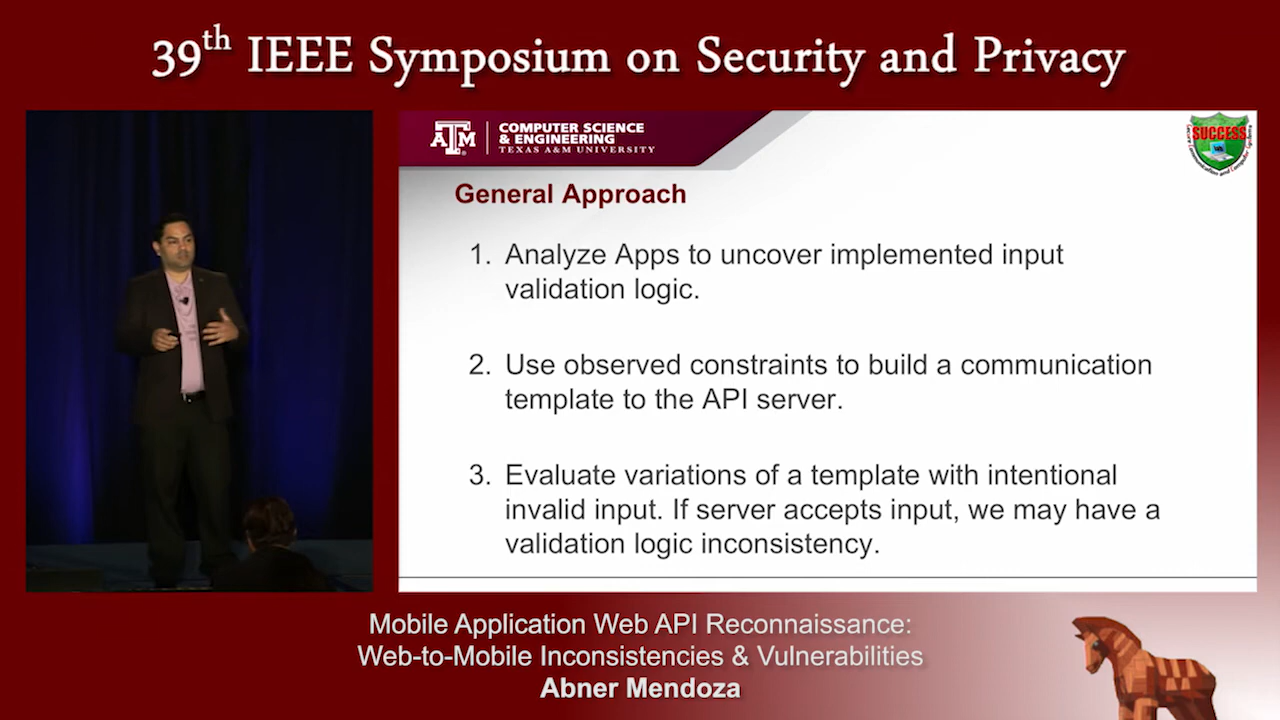 39th IEEE Symposium on Security and Privacy
ATM
COMPUTER SCIENCE
& ENGINEERING
TEXAS A&M UNIVERSITY
SUCCESS
General Approach
1. Analyze Apps to uncover implemented input
validation logic.
2. Use observed constraints to build a communication
template to the API server.
3. Evaluate variations of a template with intentional
invalid input. If server accepts input, we may have a
validation logic inconsistency.
Mobile Application Web API Reconnaissance:
Web-to-Mobile Inconsistencies & Vulnerabilities
Abner Mendoza